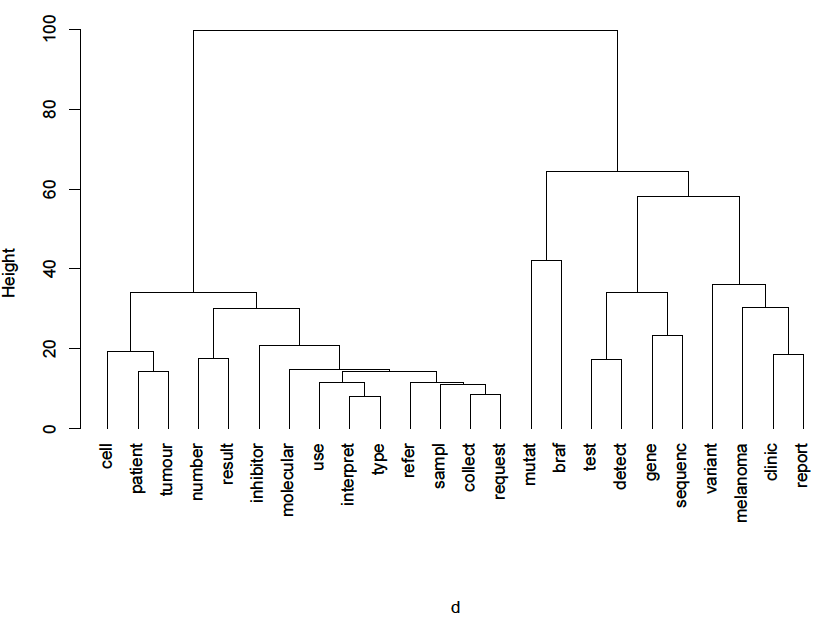 Height
100
80
60
40
20
0
cell
patient
tumour
number
result
inhibitor
molecular
use
interpret
type
refer
sampl
collect
request
mutat
braf
test
detect
gene
sequenc
variant
melanoma
clinic
report
d